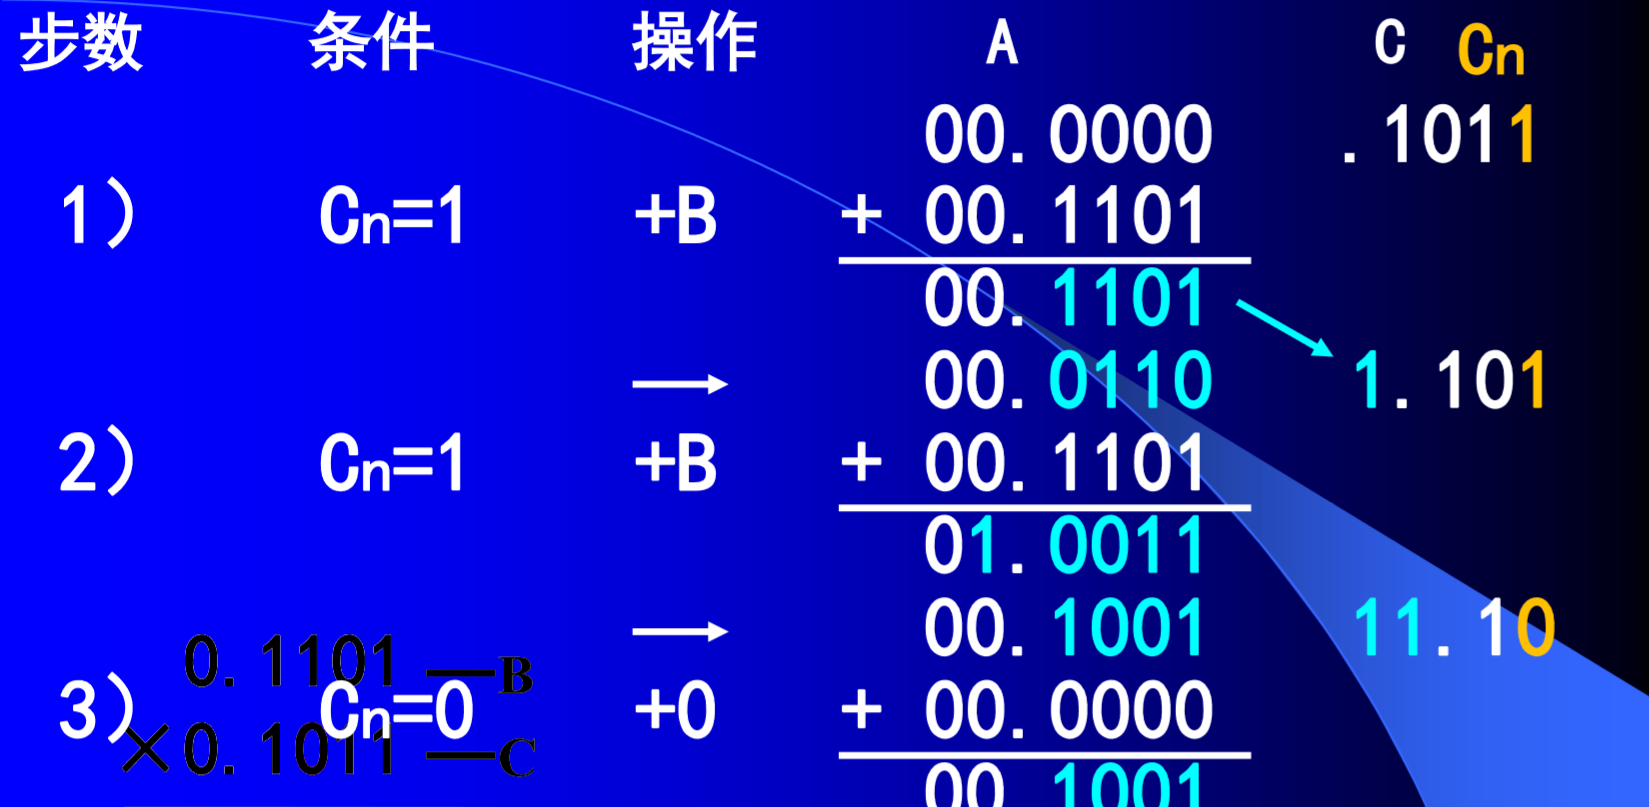 步数 条件 操作 A C Cn
00.0000 .1011
1) Cn=1 +B + 00.1101
00.1101
→ 00.0110 1.101
2) Cn=1 +B + 00.1101
01.0011
→ 00.1001 11.10
0.1101 —B
3) Cn=0 +0 + 00.0000
×0.1011 —C
00.1001